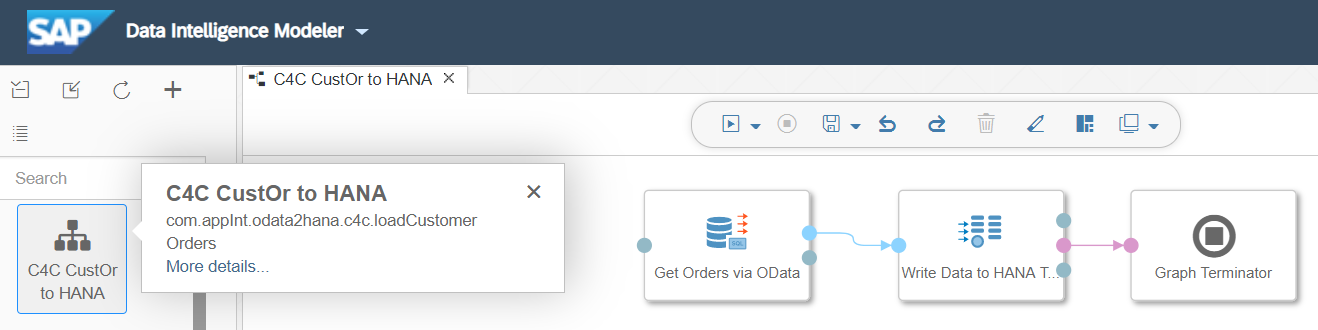 SAP Data Intelligence Modeler
C4C CustOr to HANA
Search
C4C CustOr to HANA
com.appInt.odata2hana.c4c.loadCustomer
Orders
More details...
C4C CustOr
to HANA
SQL
Get Orders via OData
Write Data to HANA T...
Graph Terminator